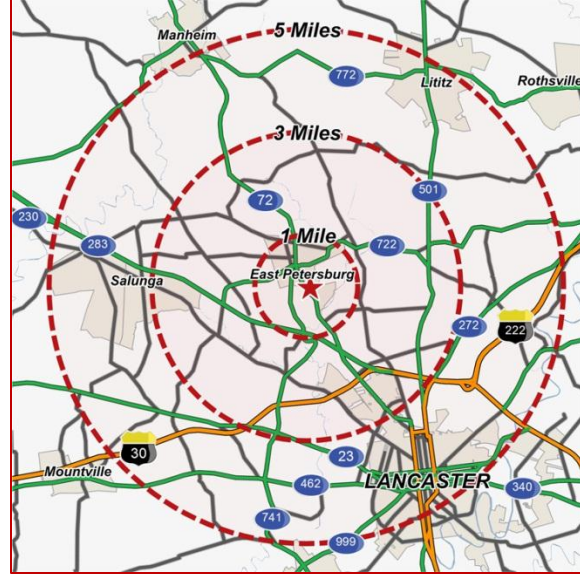 5 Miles
Manheim
772
Lititz
Rothsville
3 Miles
501
72
230
1 Mile
283
722
East Petersburg
Salunga
272
222
30
23
Mountville
462
LANCASTER
340
741
999